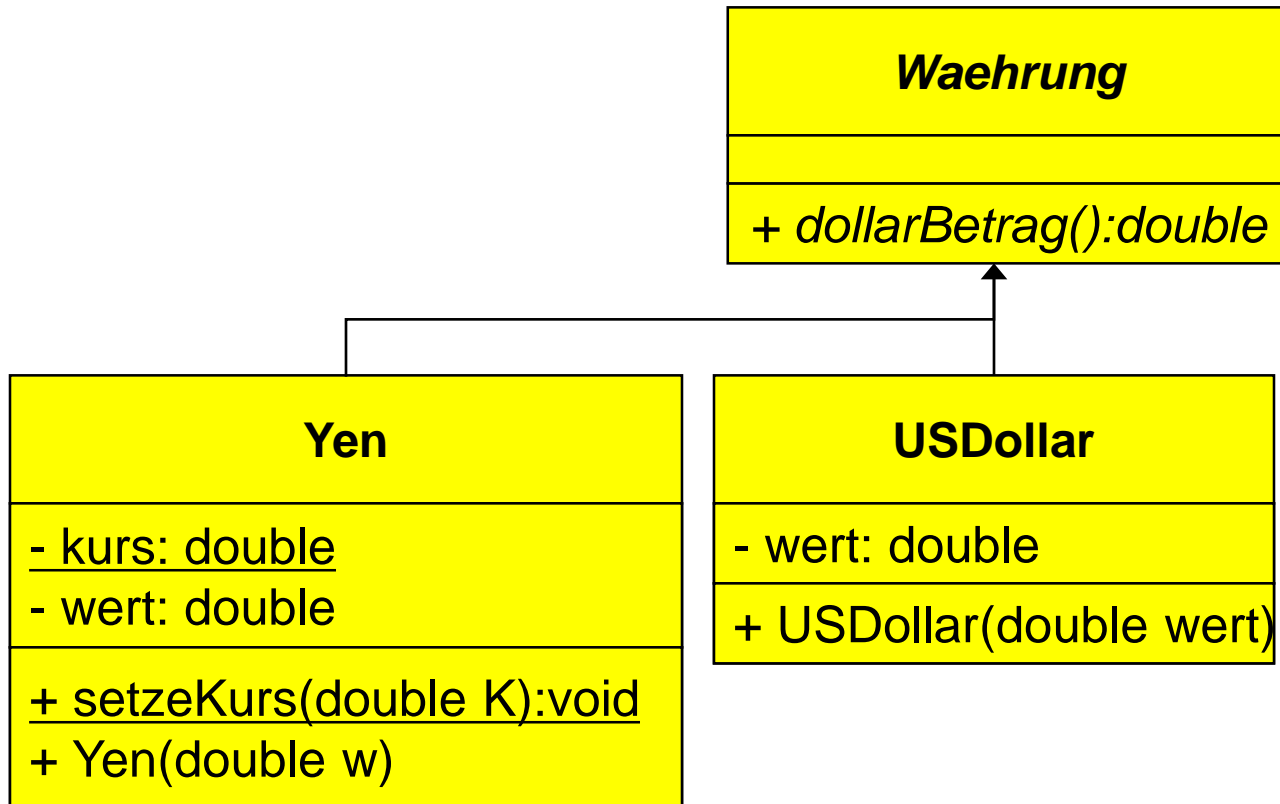 Waehrung
+ dollarBetrag():double
Yen
- kurs: double
- wert: double
+ setzeKurs(double K):void
+ Yen(double w)
USDollar
- wert: double
+ USDollar(double wert)